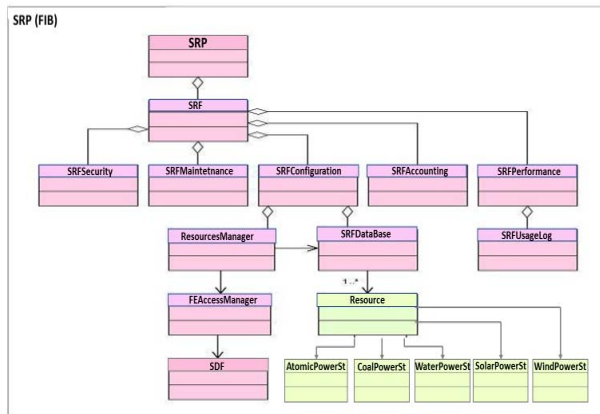 SRP (FIB)
SRP
SRF
SRFSecurity
SRFMaintetnance
SRFConfiguration
SRFAccounting
SRFPerformance
ResourcesManager
SRFDataBase
SRFUsageLog
1 ..*
FEAccessManager
Resource
SDF
AtomicPowerSt
CoalPowerSt
WaterPowerSt
SolarPowerSt
WindPowerSt